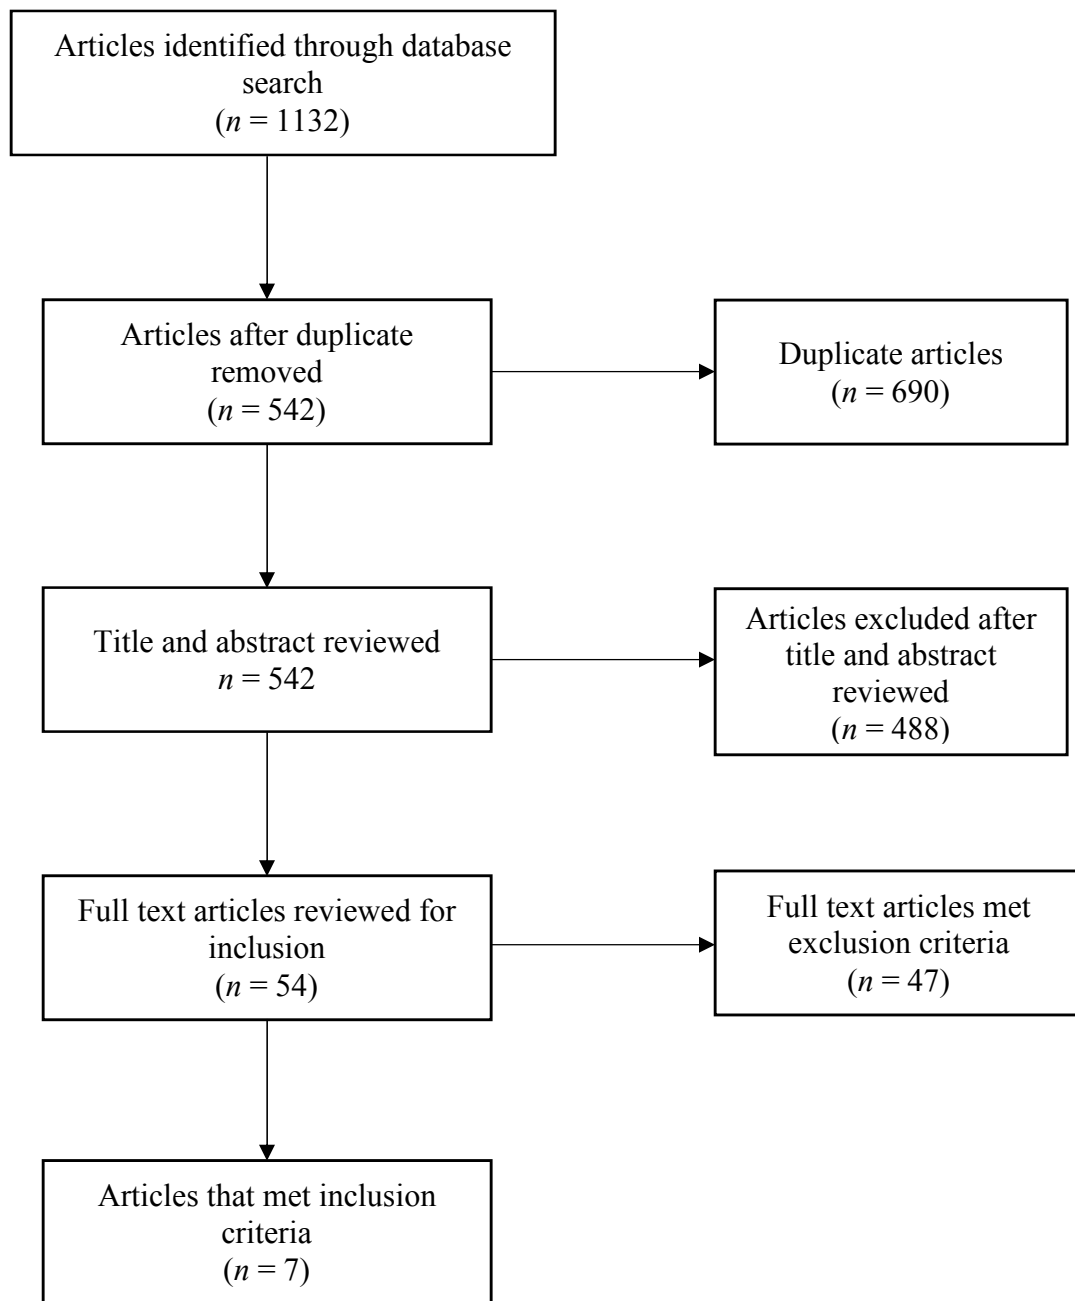 Articles identified through database
search
(n = 1132)
Articles after duplicate
removed
(n = 542)
Duplicate articles
(n = 690)
Title and abstract reviewed
n = 542
Articles excluded after
title and abstract
reviewed
(n = 488)
Full text articles reviewed for
inclusion
(n = 54)
Full text articles met
exclusion criteria
(n = 47)
Articles that met inclusion
criteria
(n = 7)